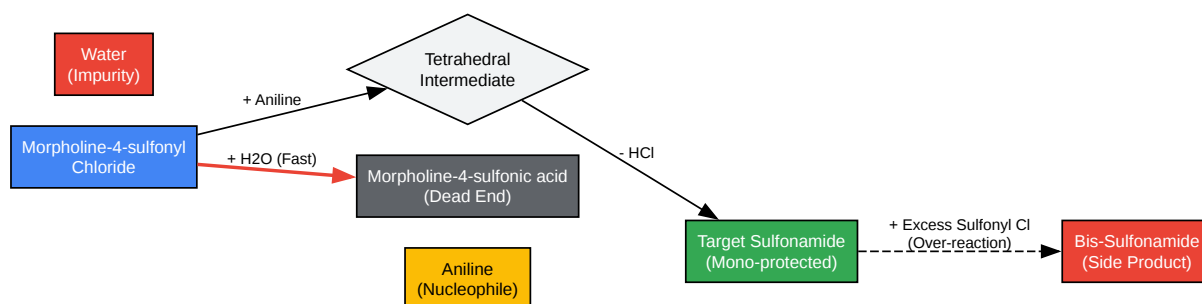 Water
(Impurity)
Tetrahedral
Intermediate
+ Aniline
Morpholine-4-sulfonyl
Chloride
+ H2O (Fast)
- HCl
Morpholine-4-sulfonic acid
(Dead End)
Target Sulfonamide
(Mono-protected)
+ Excess Sulfonyl Cl
(Over-reaction)
Bis-Sulfonamide
(Side Product)
Aniline
(Nucleophile)